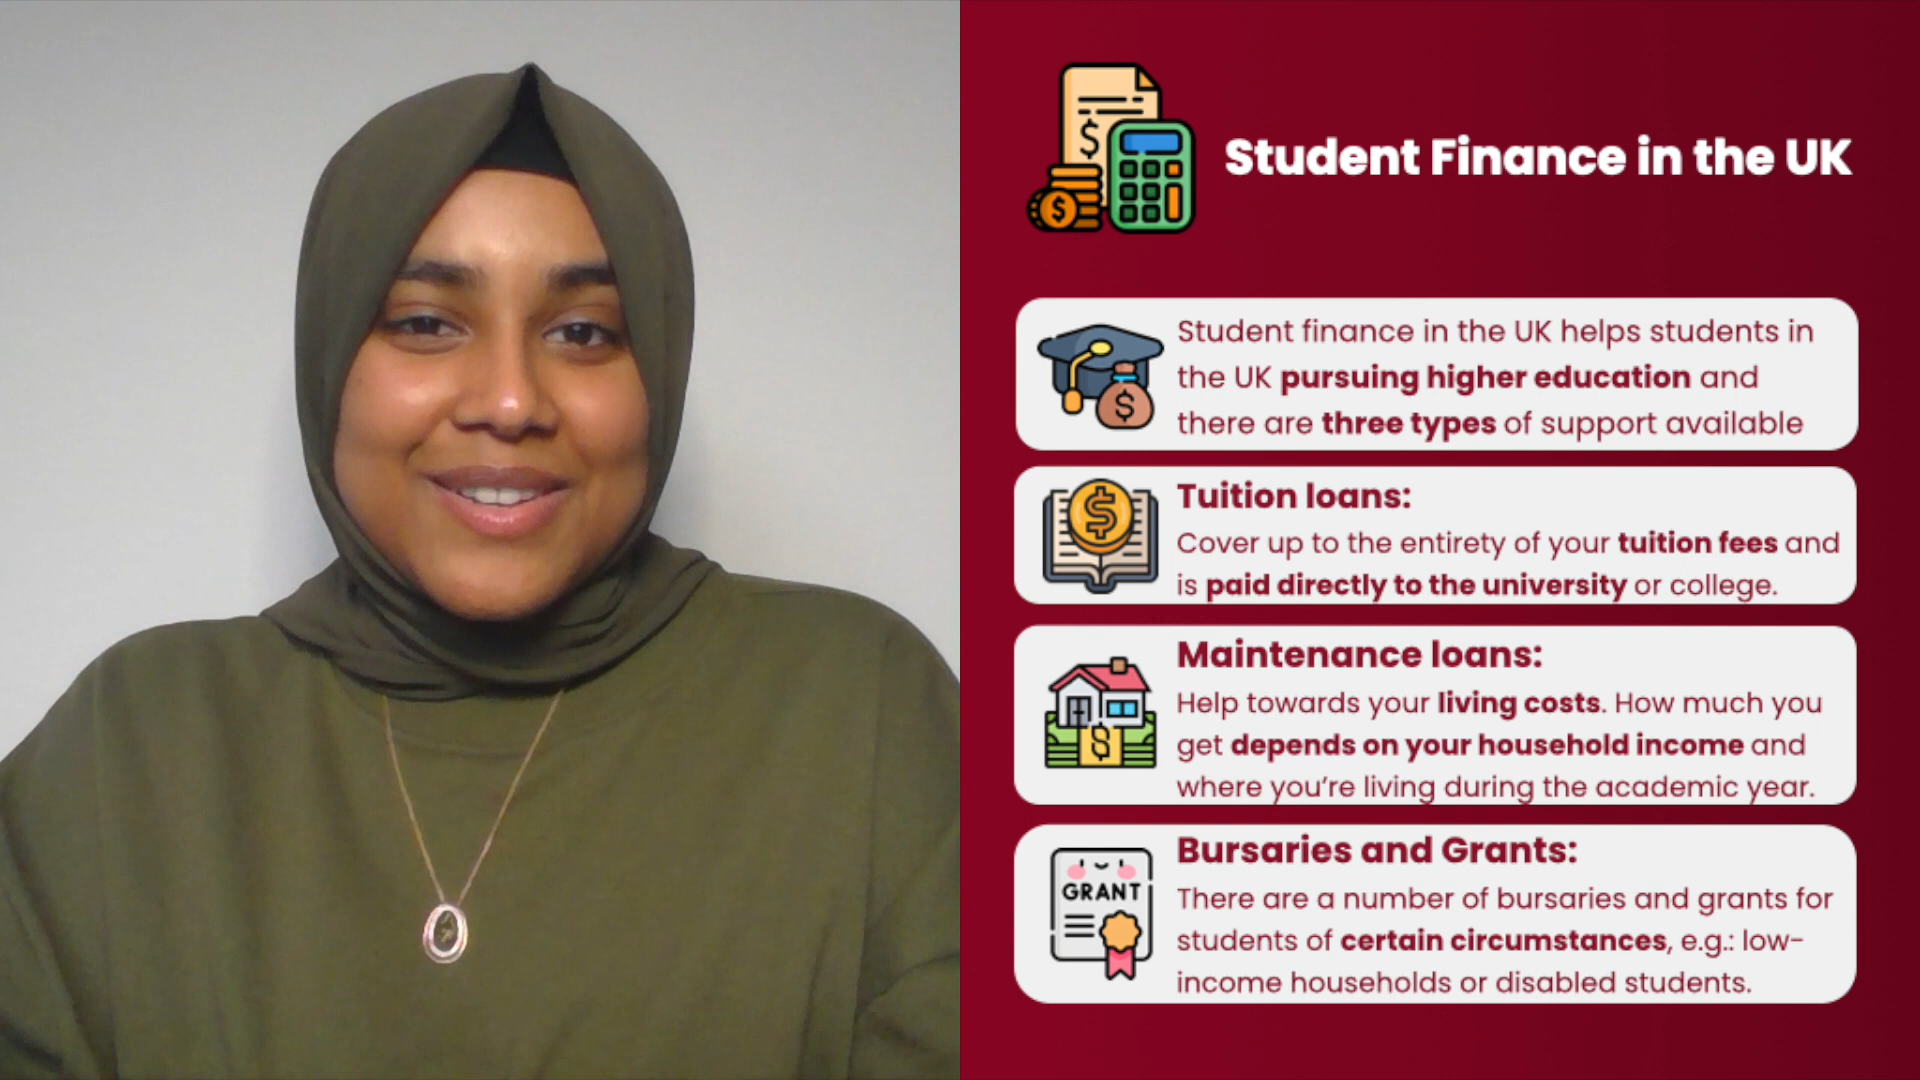 Student Finance in the UK
Student finance in the UK helps students in
the UK pursuing higher education and
there are three types of support available
Tuition loans:
Cover up to the entirety of your tuition fees and
is paid directly to the university or college.
Maintenance loans:
Help towards your living costs. How much you
get depends on your household income and
where you’re living during the academic year.
Bursaries and Grants:
GRANT
There are a number of bursaries and grants for
students of certain circumstances, e.g.: low-
income households or disabled students.